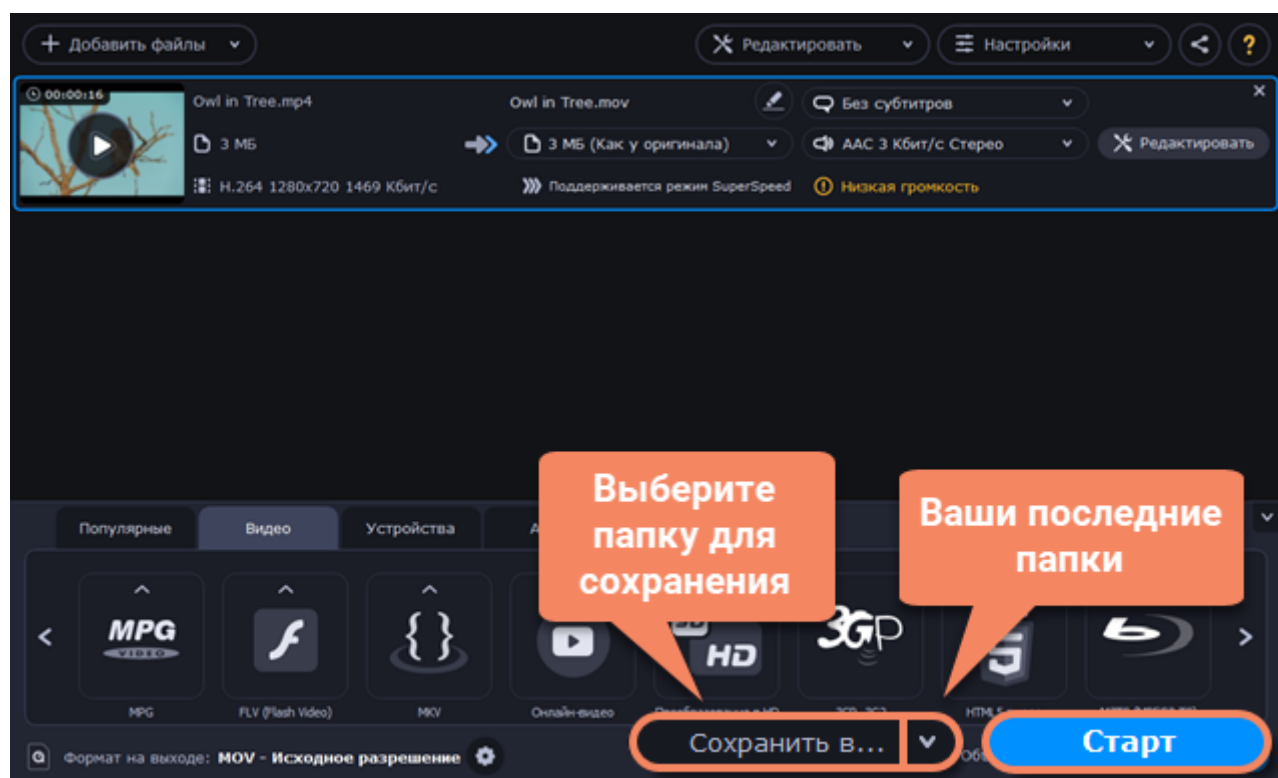 Добавить файлы
Редактировать
Настройки
?
00:00:16
Owl in Tree.mp4
Owl in Tree.mov
Без субтитров
3 МБ
3 МБ (Как у оригинала)
AAC 3 Кбит/с Стерео
Редактировать
H.264 1280x720 1469 Кбит/с
Поддерживается режим SuperSpeed
Низкая громкость
Выберите
папку для
сохранения
Ваши последние
папки
Популярные
Видео
Устройства
MPG
VIDEO
HD
3GP
5
MPG
FLV (Flash Video)
MKV
Онлайн-видео
Сохранить в...
Старт
Формат на выходе: MOV - Исходное разрешение